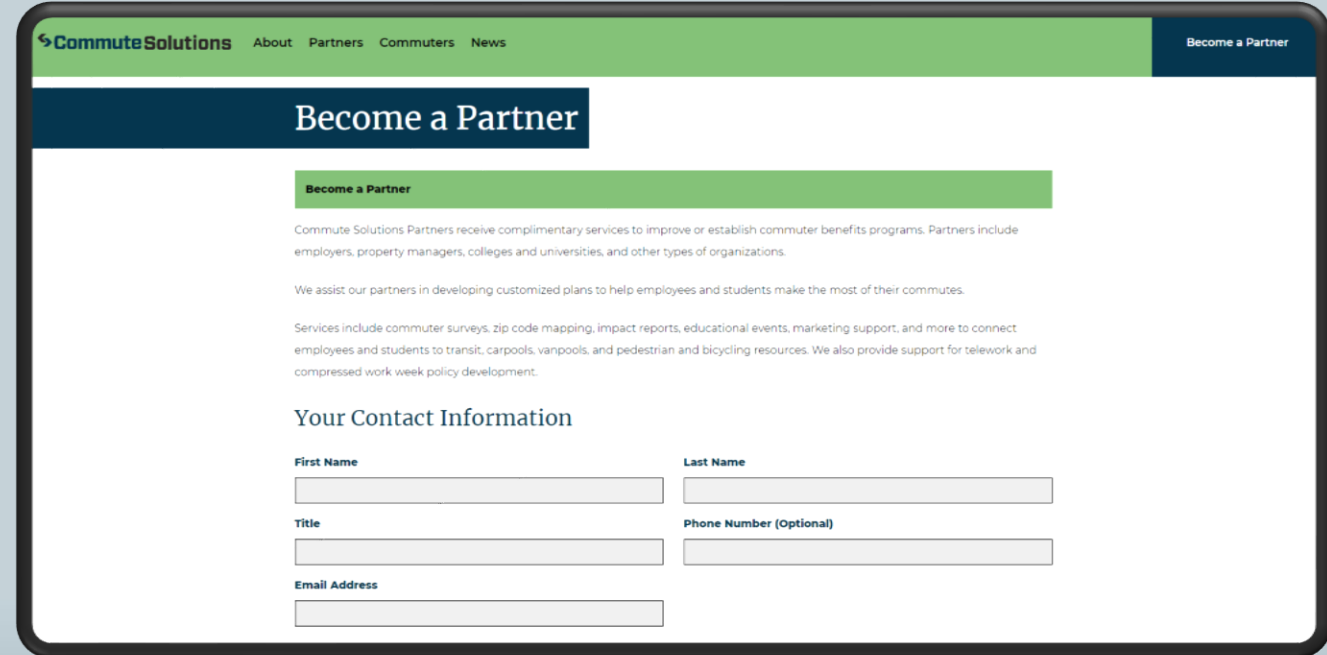 CommuteSolutions About Partners Commuters News Become a Partner
Become a Partner
Become a Partner
Commute Solutions Partners receive complimentary services to improve or establish commuter benefits programs. Partners include
employers, property managers, colleges and universities, and other types of organizations.
We assist our partners in developing customized plans to help employees and students make the most of their commutes.
Services include commuter surveys, zip code mapping, impact reports, educational events, marketing support, and more to connect
employees and students to transit, carpools, vanpools, and pedestrian and bicycling resources. We also provide support for telework and
compressed work week policy development.
Your Contact Information
First Name Last Name
Title Phone Number (Optional)
Email Address